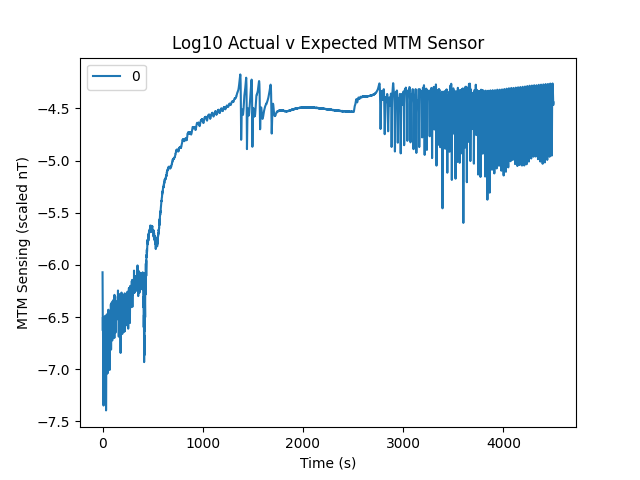 Log10 Actual v Expected MTM Sensor
0
MTM Sensing (scaled nT)
−4.5
−5.0
−5.5
−6.0
−6.5
−7.0
−7.5
0 1000 2000 3000 4000
Time (s)